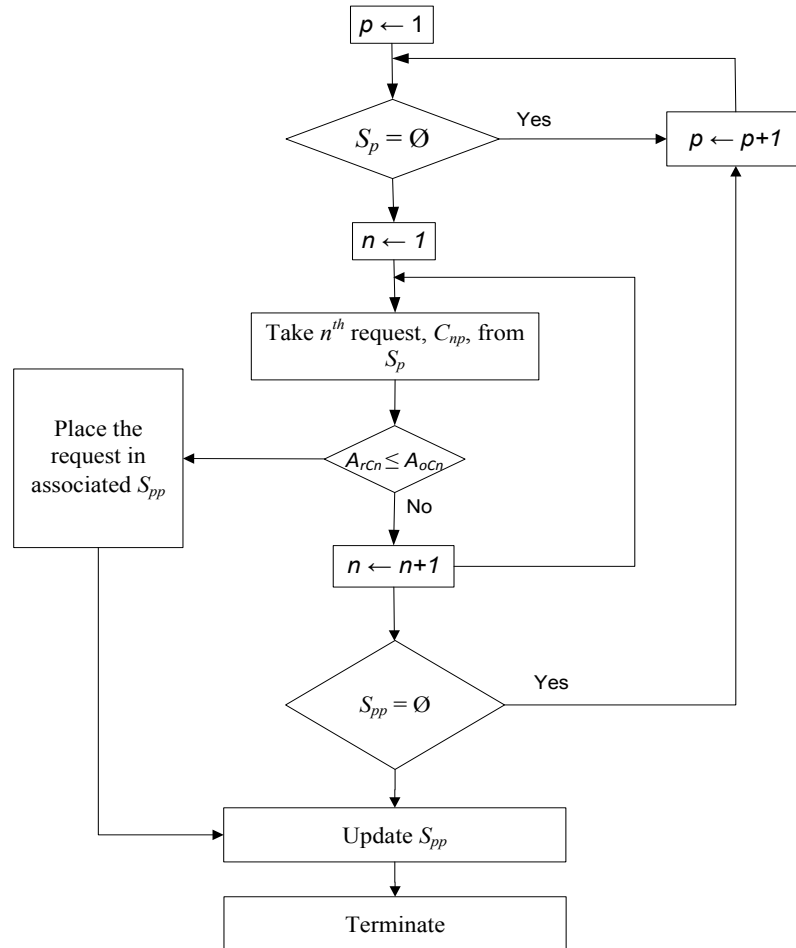 p ← 1
S_p = Ø
Yes
p ← p+1
n ← 1
Take n^th request, C_np, from
S_p
A_rCn ≤ A_oCn
Place the
request in
associated S_pp
No
n ← n+1
S_pp = Ø
Yes
Update S_pp
Terminate